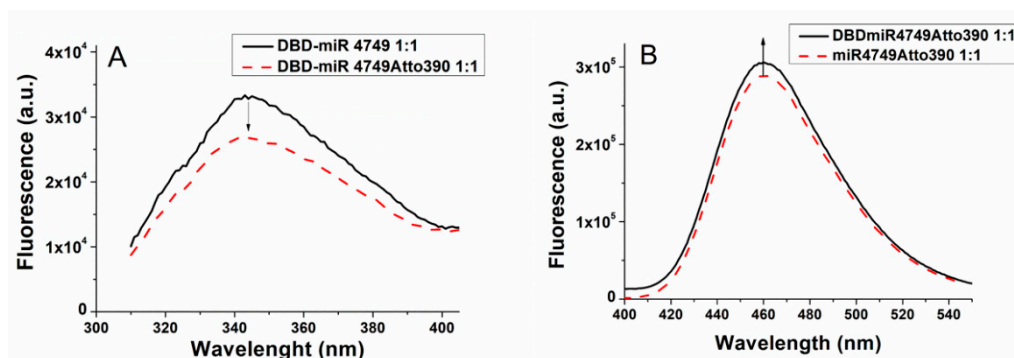 A
DBD-miR 4749 1:1
DBD-miR 4749Atto390 1:1
4x10⁴
3x10⁴
2x10⁴
1x10⁴
0
Fluorescence (a.u.)
300 320 340 360 380 400
Wavelenght (nm)
B
DBDmiR4749Atto390 1:1
miR4749Atto390 1:1
3x10⁵
2x10⁵
1x10⁵
0
Fluorescence (a.u.)
400 420 440 460 480 500 520 540
Wavelength (nm)